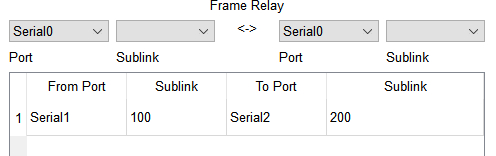 Frame Relay
Serial0 <-> Serial0
Port Sublink Port Sublink
From Port Sublink To Port Sublink
1 Serial1 100 Serial2 200